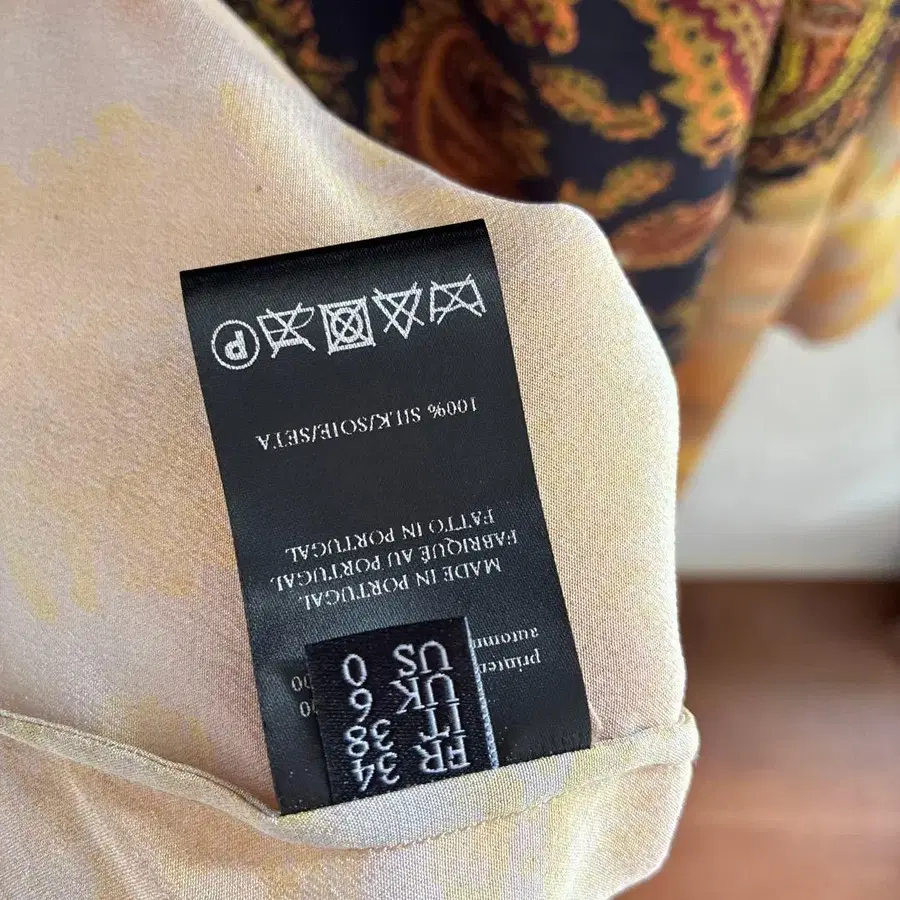 FR 34
IT 38
UK 6
US 0
MADE IN PORTUGAL
FABRIQUÉ AU PORTUGAL
FATTO IN PORTUGAL
100% SILK/SOIE/SETA
P